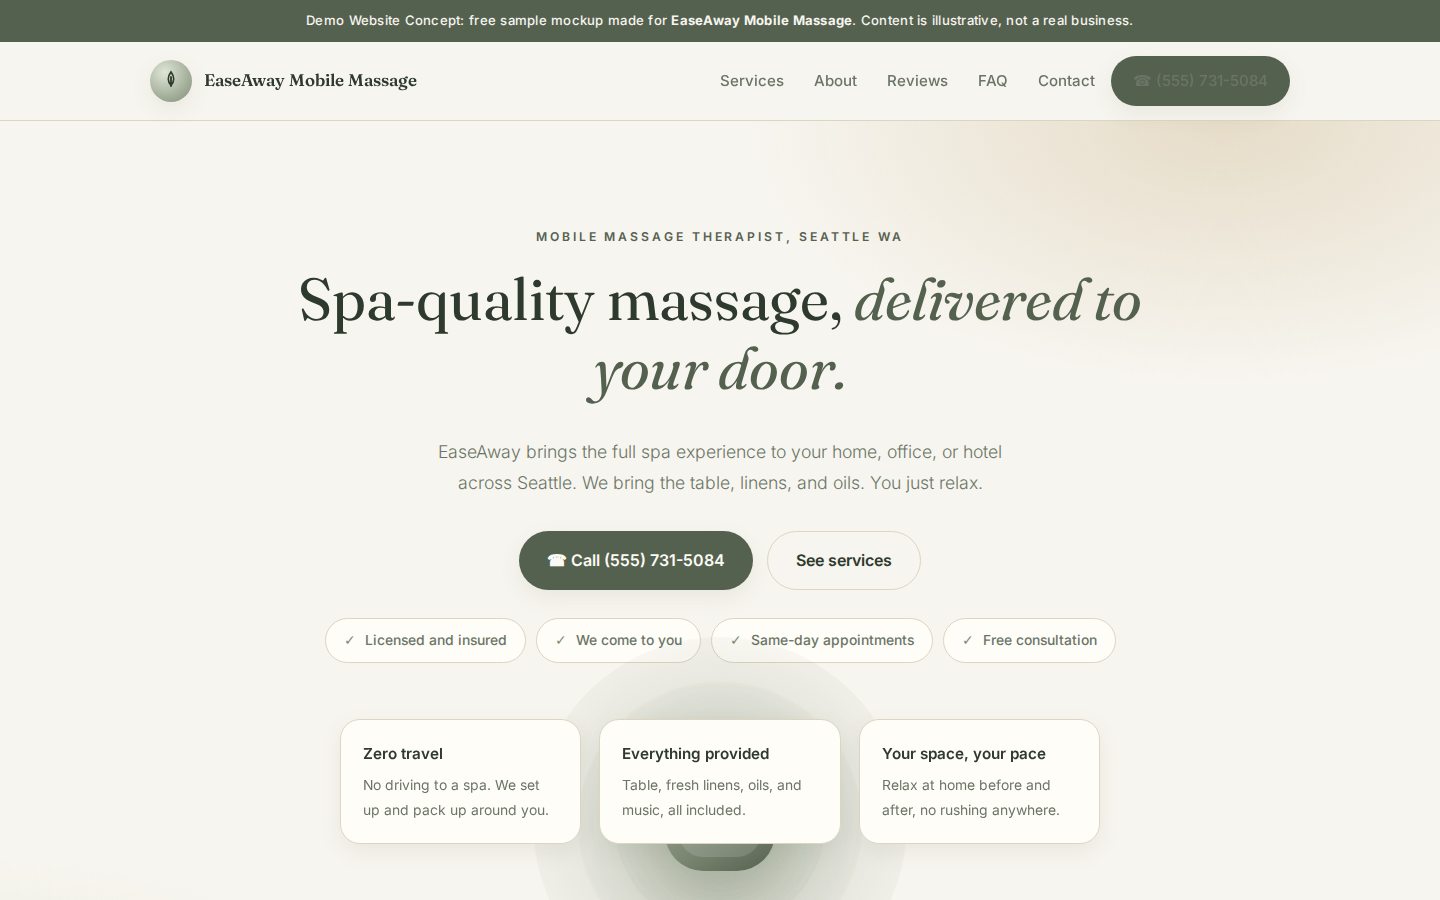 Demo Website Concept: free sample mockup made for EaseAway Mobile Massage. Content is illustrative, not a real business.
EaseAway Mobile Massage
Services About Reviews FAQ Contact ☎ (555) 731-5084
MOBILE MASSAGE THERAPIST, SEATTLE WA
Spa-quality massage, delivered to
your door.
EaseAway brings the full spa experience to your home, office, or hotel
across Seattle. We bring the table, linens, and oils. You just relax.
☎ Call (555) 731-5084 See services
✓ Licensed and insured ✓ We come to you ✓ Same-day appointments ✓ Free consultation
Zero travel
No driving to a spa. We set
up and pack up around you.
Everything provided
Table, fresh linens, oils, and
music, all included.
Your space, your pace
Relax at home before and
after, no rushing anywhere.